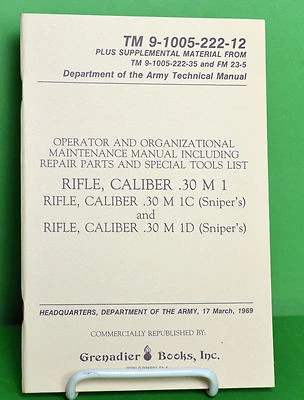 TM 9-1005-222-12
PLUS SUPPLEMENTAL MATERIAL FROM
TM 9-1005-222-35 and FM 23-5
Department of the Army Technical Manual
OPERATOR AND ORGANIZATIONAL
MAINTENANCE MANUAL INCLUDING
REPAIR PARTS AND SPECIAL TOOLS LIST
RIFLE, CALIBER .30 M 1
RIFLE, CALIBER .30 M 1C (Sniper's)
and
RIFLE, CALIBER .30 M 1D (Sniper's)
HEADQUARTERS, DEPARTMENT OF THE ARMY, 17 March, 1969
COMMERCIALLY REPUBLISHED BY:
Grenadier Books, Inc.